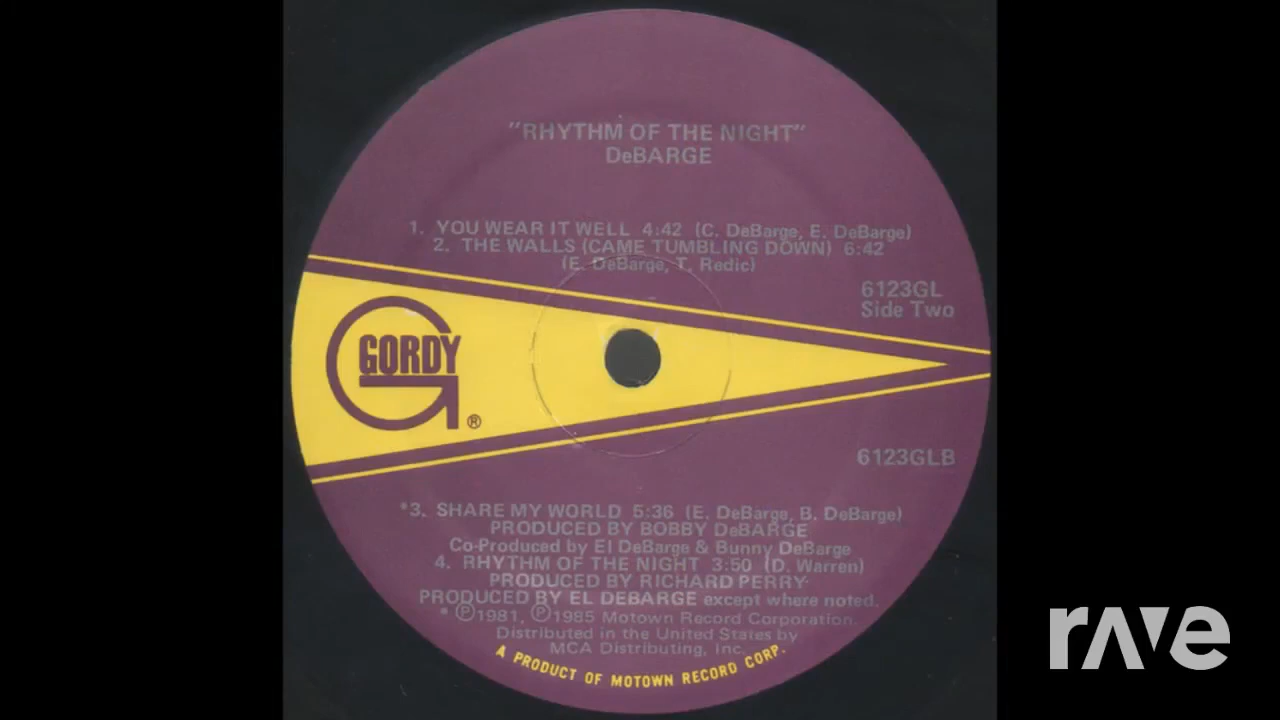 "RHYTHM OF THE NIGHT"
DeBARGE
1. YOU WEAR IT WELL 4:42 (C. DeBarge, E. DeBarge)
2. THE WALLS (CAME TUMBLING DOWN) 6:42
(E. DeBarge, T. Redic)
6123GL
Side Two
GORDY
®
6123GLB
*3. SHARE MY WORLD 5:36 (E. DeBarge, B. DeBarge)
PRODUCED BY BOBBY DeBARGE
Co-Produced by El DeBarge & Bunny DeBarge
4. RHYTHM OF THE NIGHT 3:50 (D. Warren)
PRODUCED BY RICHARD PERRY
PRODUCED BY EL DEBARGE except where noted.
* ℗1981, ℗1985 Motown Record Corporation.
Distributed in the United States by
MCA Distributing, Inc.
A PRODUCT OF MOTOWN RECORD CORP.
rave